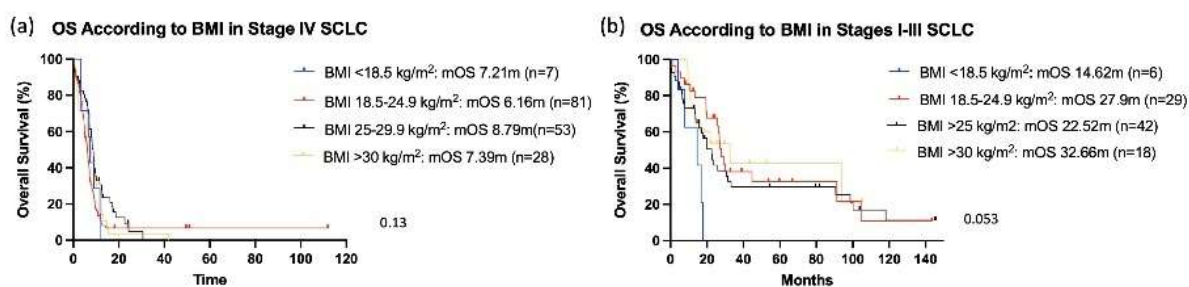 (a) OS According to BMI in Stage IV SCLC
Overall Survival (%)
100
80
60
40
20
0
BMI <18.5 kg/m²: mOS 7.21m (n=7)
BMI 18.5-24.9 kg/m²: mOS 6.16m (n=81)
BMI 25-29.9 kg/m²: mOS 8.79m(n=53)
BMI >30 kg/m²: mOS 7.39m (n=28)
0.13
0 20 40 60 80 100 120
Time
(b) OS According to BMI in Stages I-III SCLC
Overall Survival (%)
100
80
60
40
20
0
BMI <18.5 kg/m²: mOS 14.62m (n=6)
BMI 18.5-24.9 kg/m²: mOS 27.9m (n=29)
BMI >25 kg/m2: mOS 22.52m (n=42)
BMI >30 kg/m²: mOS 32.66m (n=18)
0.053
0 20 40 60 80 100 120 140
Months